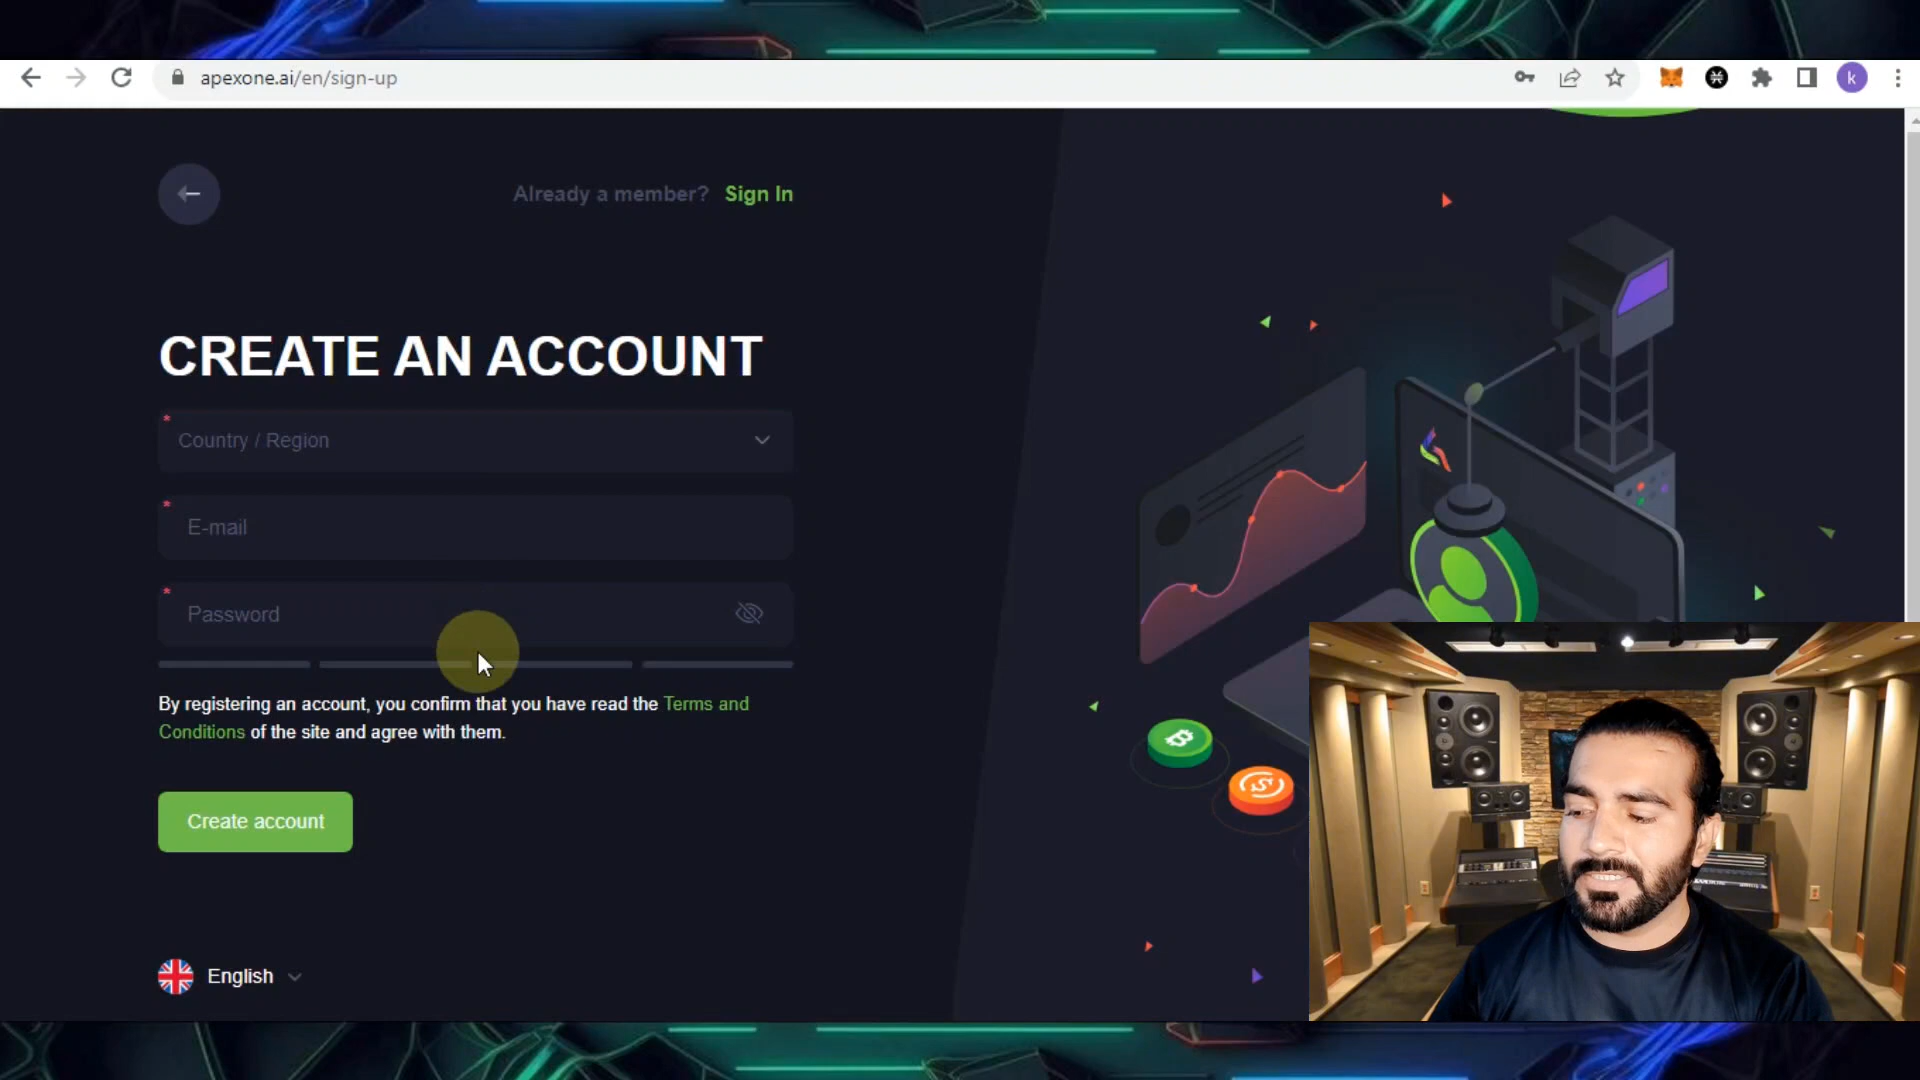 apexone.ai/en/sign-up
k
Already a member? Sign In
CREATE AN ACCOUNT
* Country / Region
* E-mail
* Password
By registering an account, you confirm that you have read the Terms and
Conditions of the site and agree with them.
Create account
English